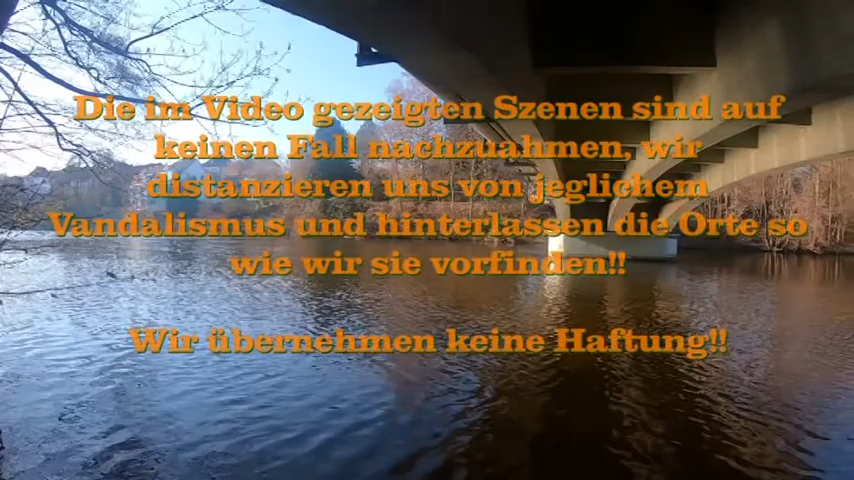 Die im Video gezeigten Szenen sind auf
keinen Fall nachzuahmen, wir
distanzieren uns von jeglichem
Vandalismus und hinterlassen die Orte so
wie wir sie vorfinden!!
Wir übernehmen keine Haftung!!